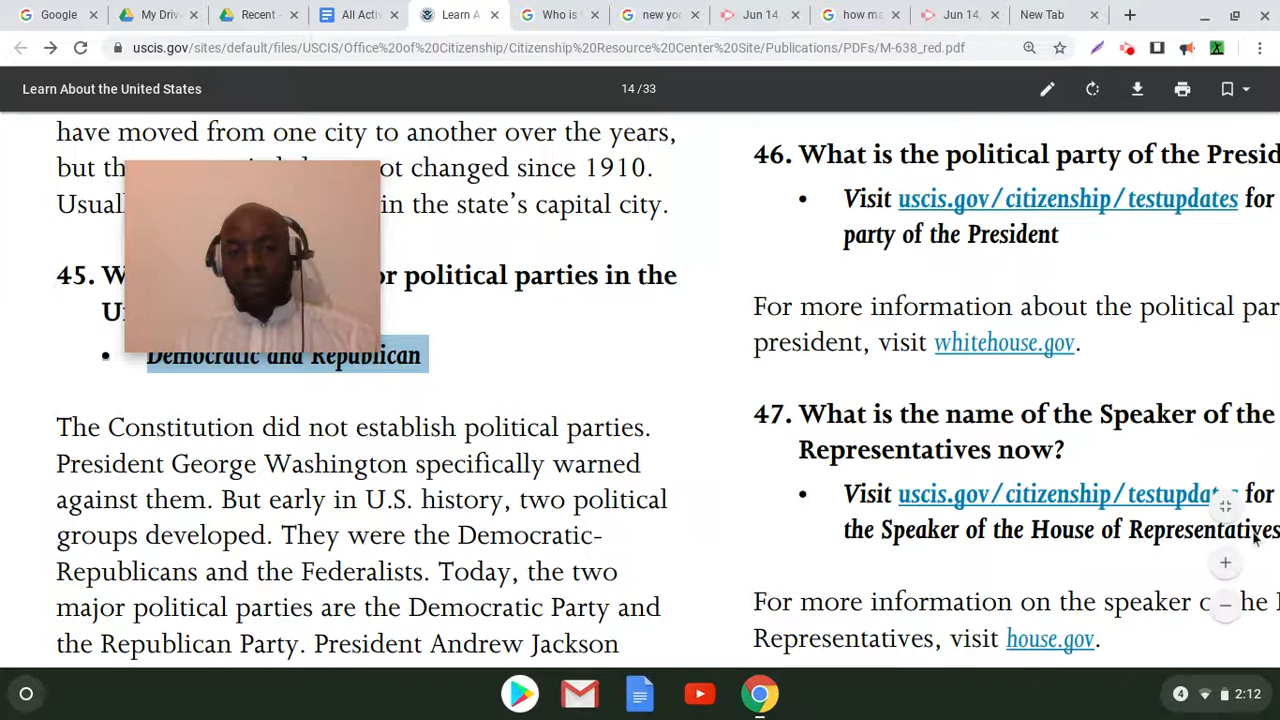 Google
My Driv
Recent -
All Activ
Learn A
Who is
new yo
Jun 14
how ma
Jun 14,
New Tab
uscis.gov/sites/default/files/USCIS/Office%20of%20Citizenship/Citizenship%20Resource%20Center%20Site/Publications/PDFs/M-638_red.pdf
Learn About the United States
14 / 33
have moved from one city to another over the years,
but th ot changed since 1910.
Usuall in the state's capital city.
45. W or political parties in the
U
• Democratic and Republican
The Constitution did not establish political parties.
President George Washington specifically warned
against them. But early in U.S. history, two political
groups developed. They were the Democratic-
Republicans and the Federalists. Today, the two
major political parties are the Democratic Party and
the Republican Party. President Andrew Jackson
46. What is the political party of the Presid
• Visit uscis.gov/citizenship/testupdates for
party of the President
For more information about the political par
president, visit whitehouse.gov.
47. What is the name of the Speaker of the
Representatives now?
• Visit uscis.gov/citizenship/testupdates for
the Speaker of the House of Representatives
For more information on the speaker of the
Representatives, visit house.gov.
4
2:12